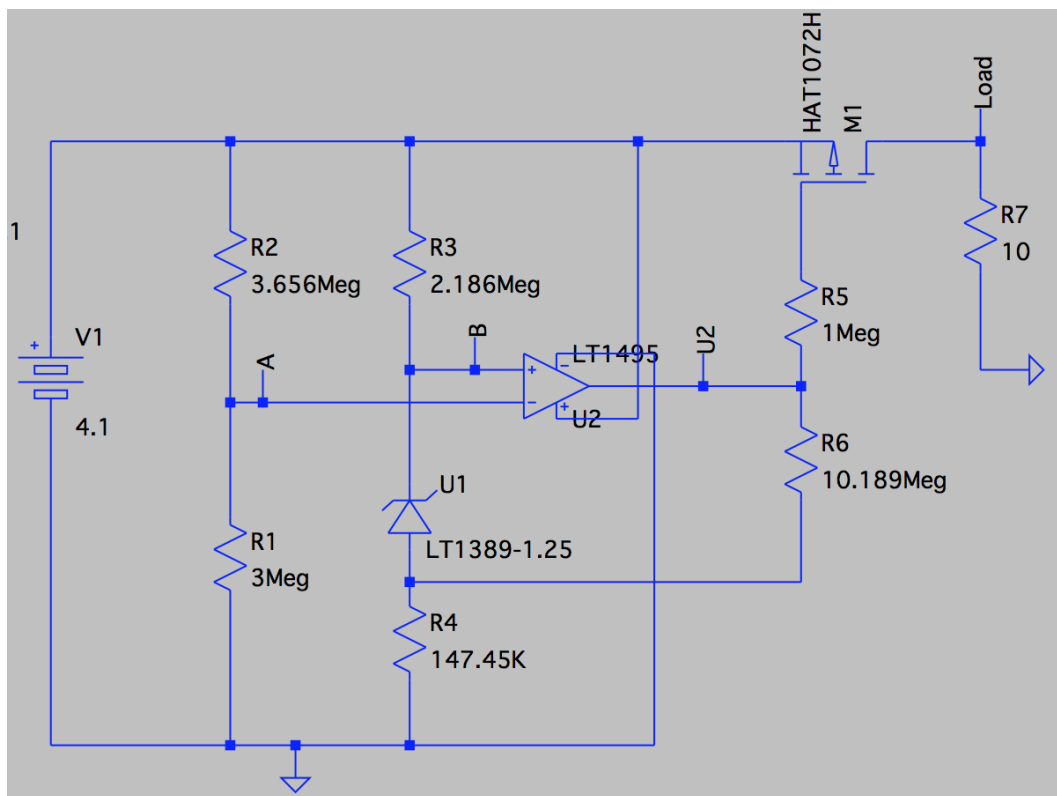 HAT1072H
M1
Load
.1
R2
3.656Meg
R3
2.186Meg
R7
10
R5
1Meg
V1
4.1
A
B
LT1495
U2
U2
R6
10.189Meg
U1
LT1389-1.25
R1
3Meg
R4
147.45K